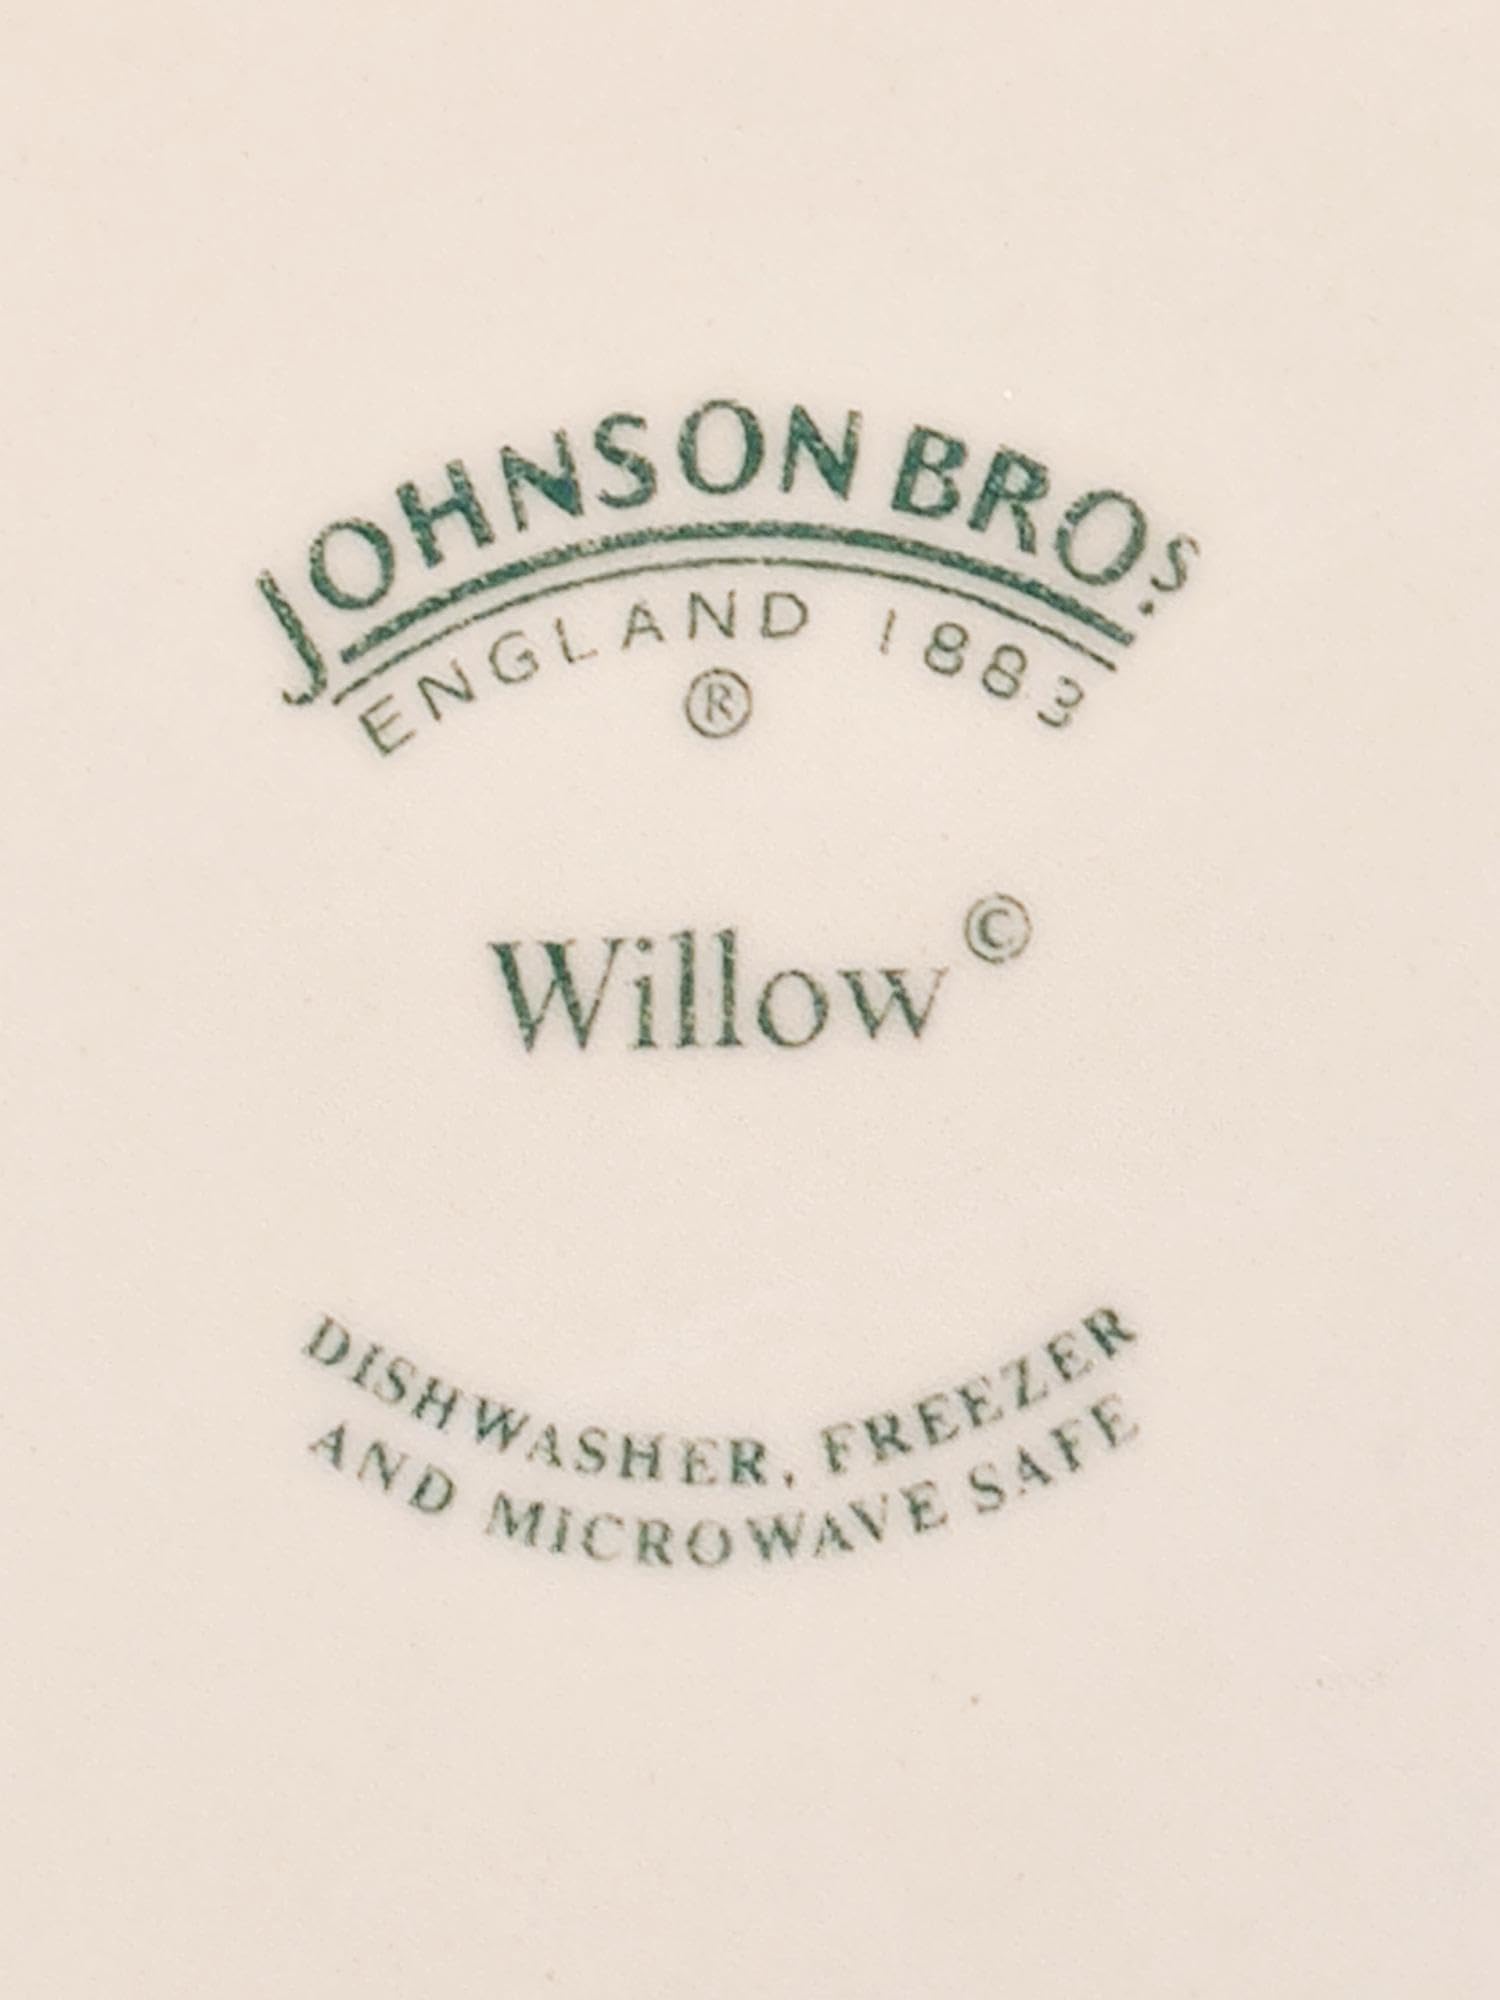 JOHNSON BROS.
ENGLAND 1883
®
Willow©
DISHWASHER, FREEZER
AND MICROWAVE SAFE